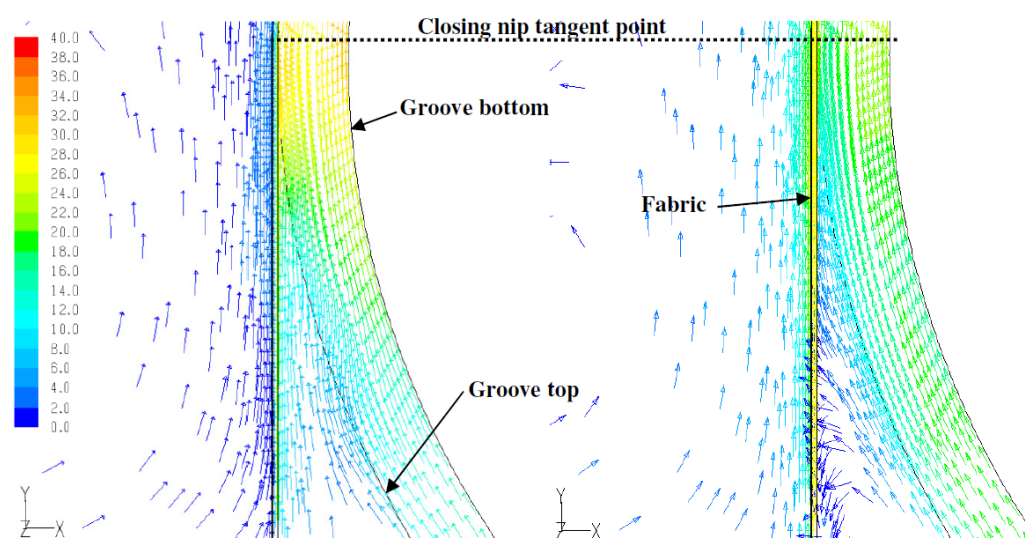 Closing nip tangent point
40.0
38.0
36.0
34.0
32.0
30.0
28.0
26.0
24.0
22.0
20.0
18.0
16.0
14.0
12.0
10.0
8.0
6.0
4.0
2.0
0.0
Groove bottom
Fabric
Groove top
Y
Z
X
Y
Z
X